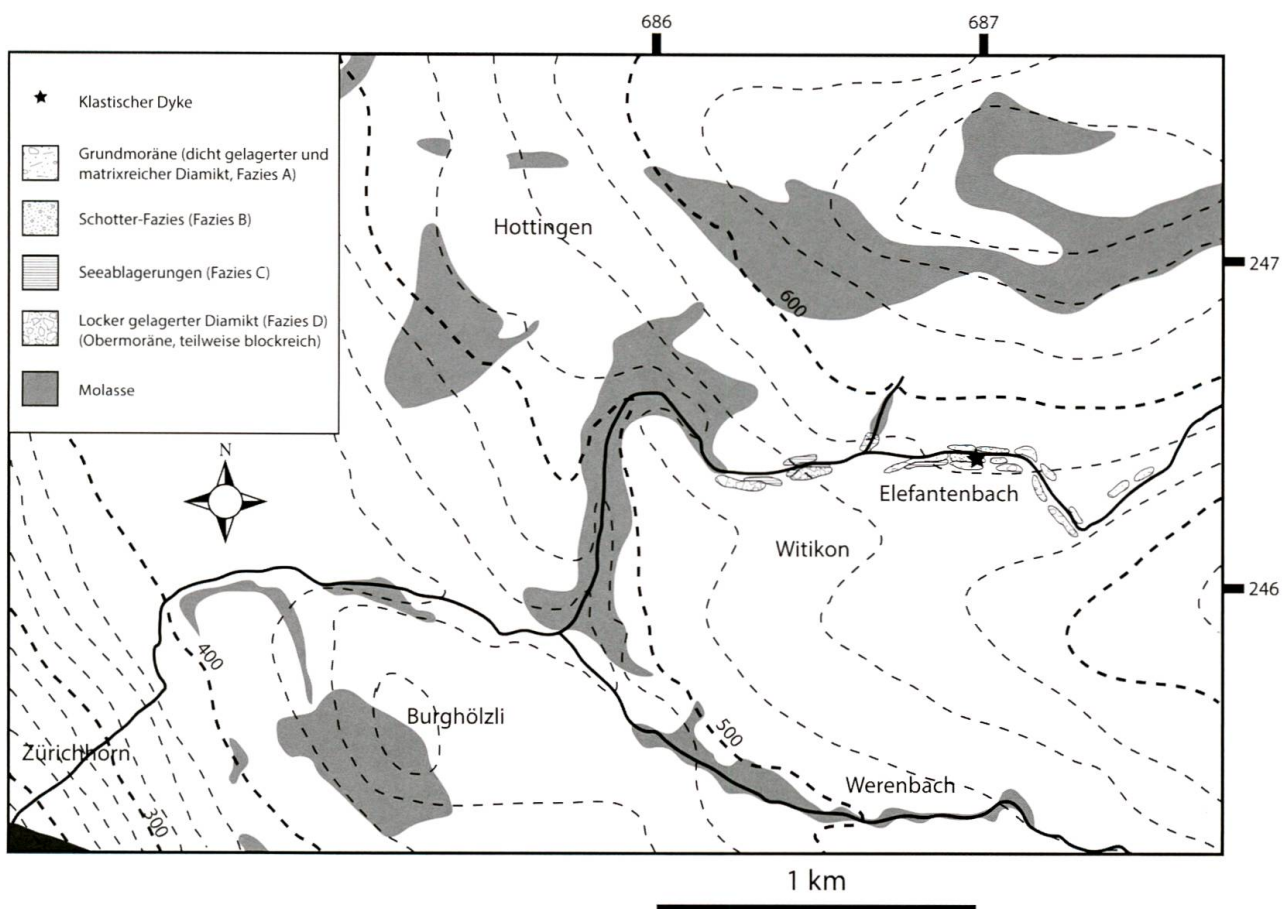 686
687
Klastischer Dyke
Grundmoräne (dicht gelagerter und
matrixreicher Diamikt, Fazies A)
Schotter-Fazies (Fazies B)
Seeablagerungen (Fazies C)
Locker gelagerter Diamikt (Fazies D)
(Obermoräne, teilweise blockreich)
Molasse
Hottingen
247
600
N
Elefantenbach
Witikon
246
400
Burghölzli
500
Zürichhorn
Werenbach
300
1 km